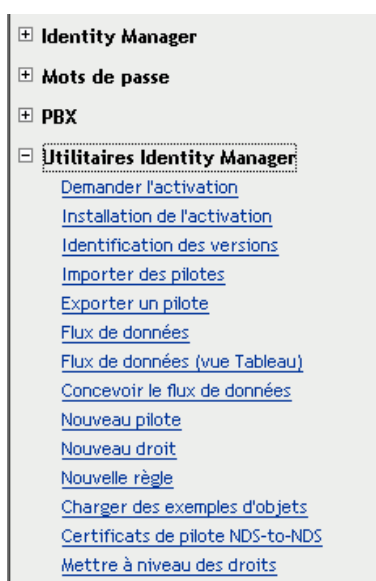 Identity Manager
Mots de passe
PBX
Utilitaires Identity Manager
Demander l'activation
Installation de l'activation
Identification des versions
Importer des pilotes
Exporter un pilote
Flux de données
Flux de données (vue Tableau)
Concevoir le flux de données
Nouveau pilote
Nouveau droit
Nouvelle règle
Charger des exemples d'objets
Certificats de pilote NDS-to-NDS
Mettre à niveau des droits